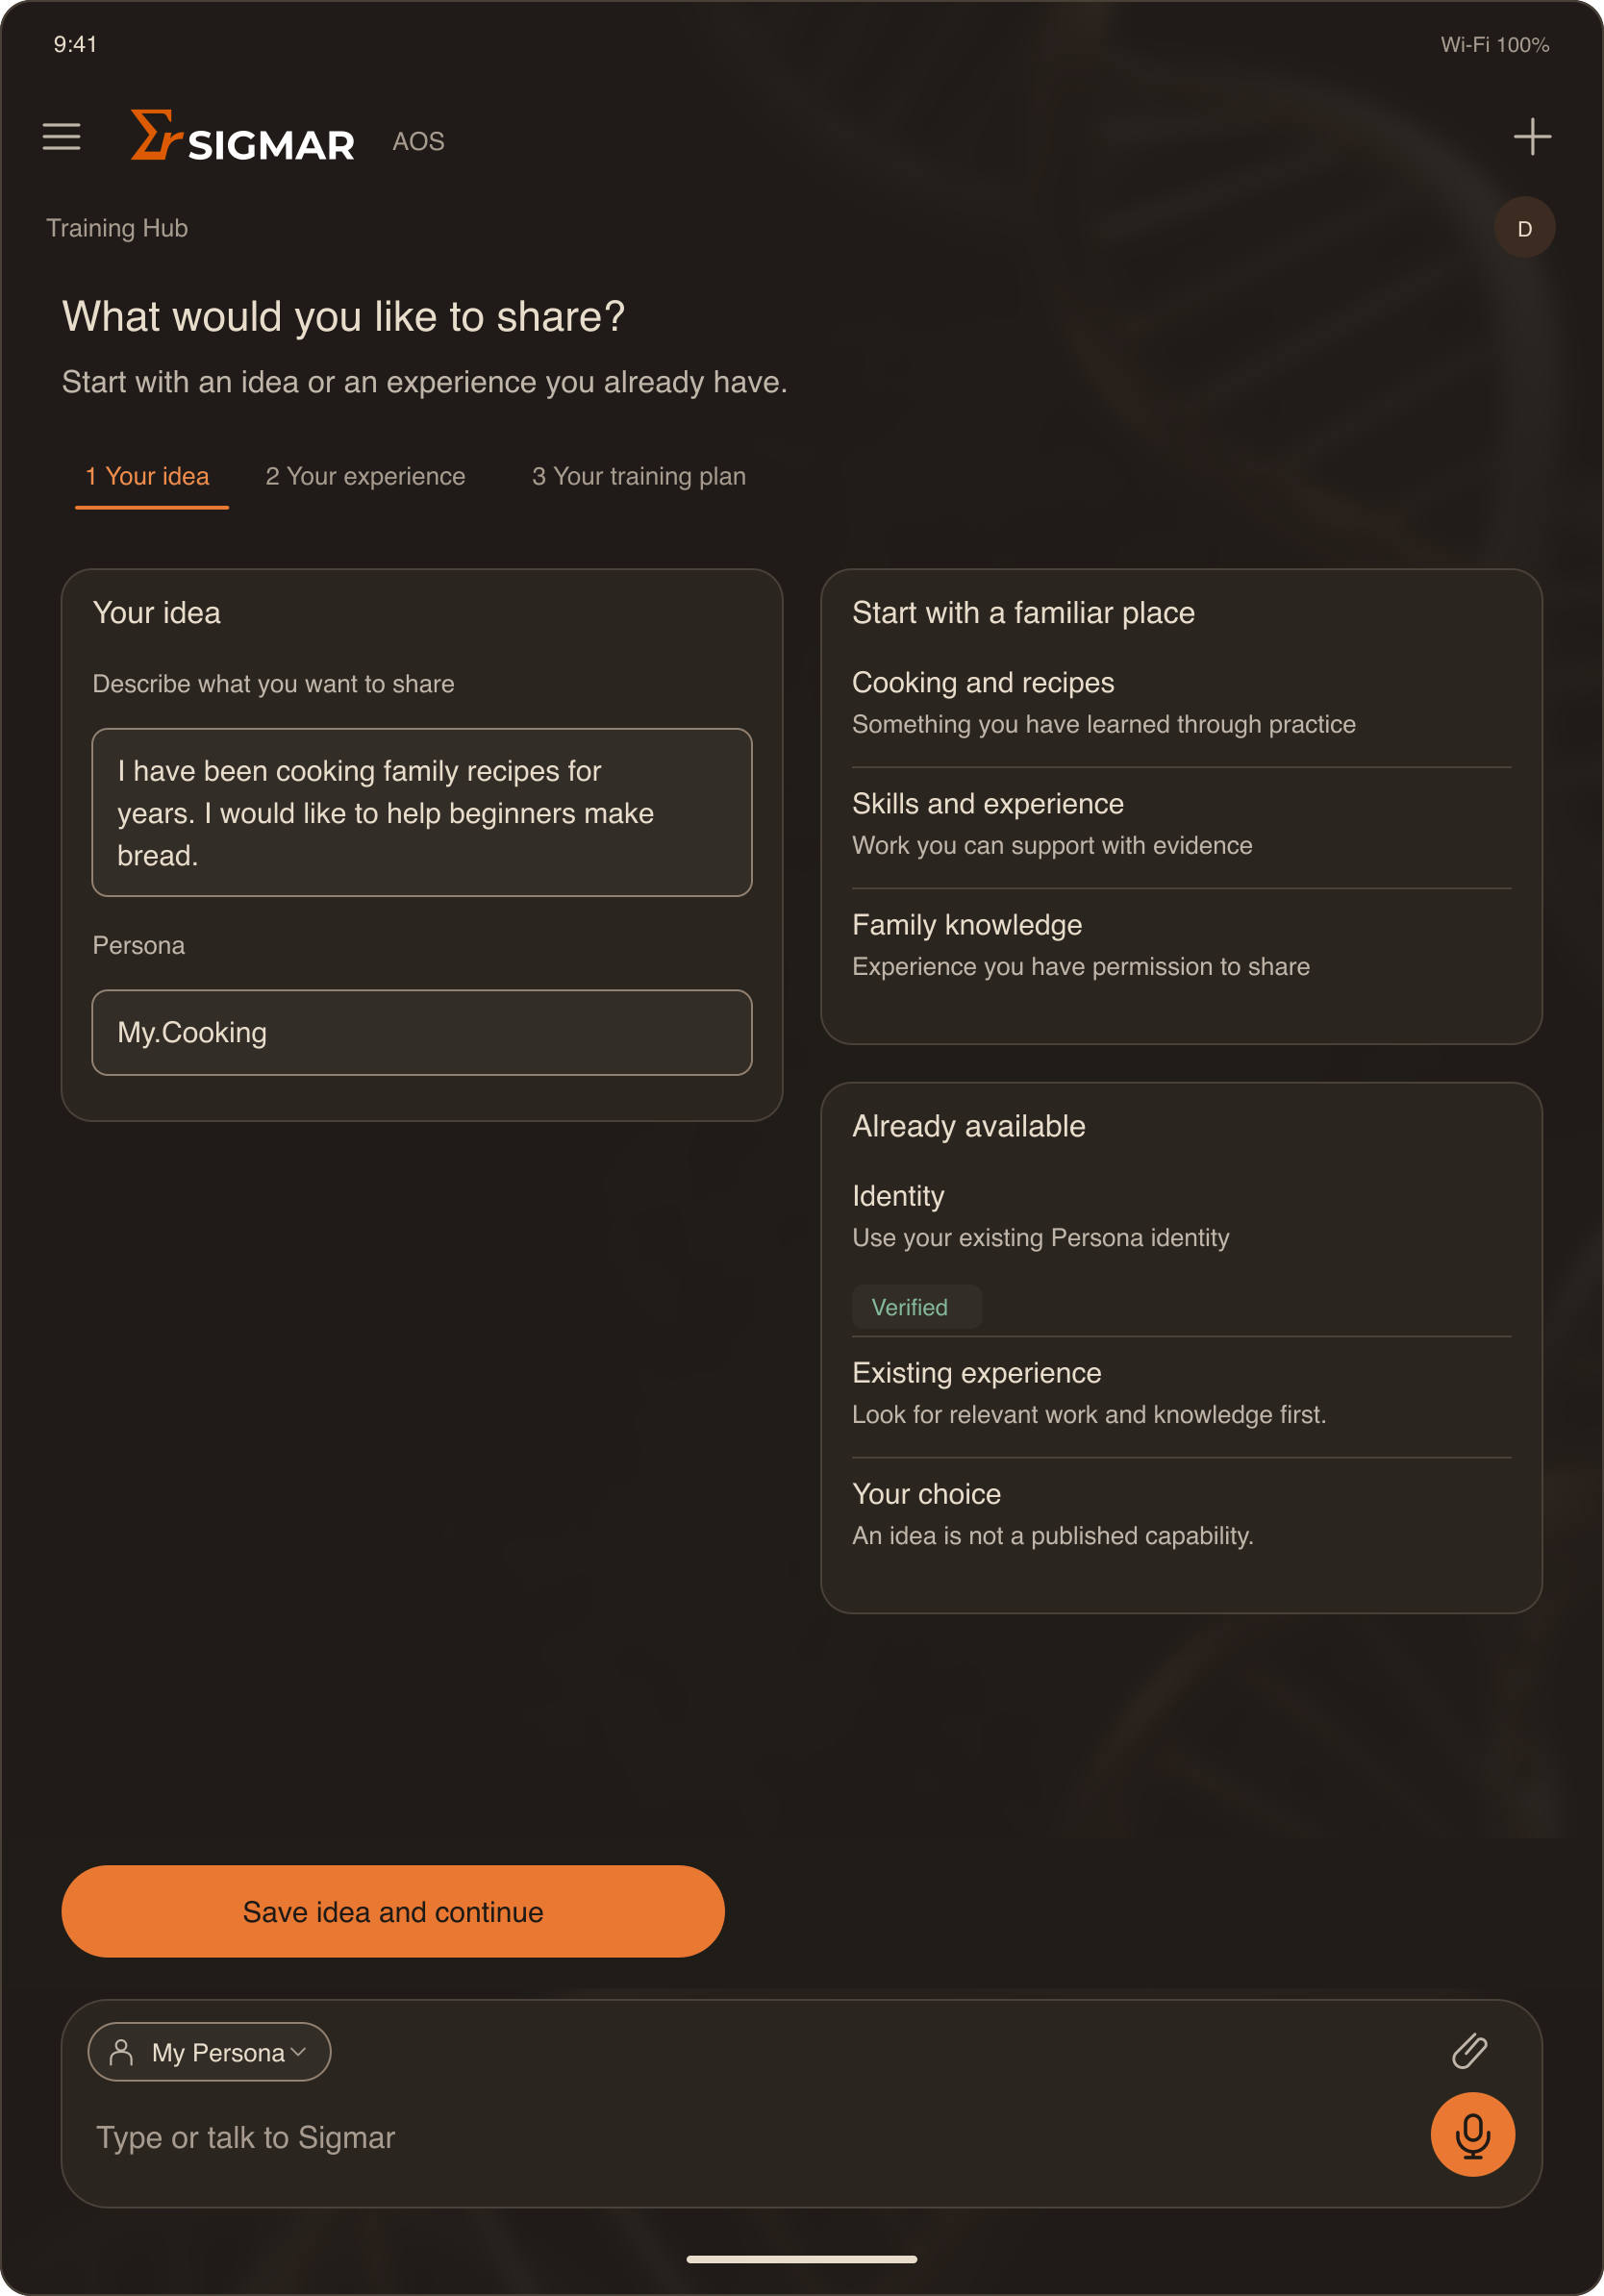 9:41
Wi-Fi 100%
Σr SIGMAR AOS
Training Hub
D
What would you like to share?
Start with an idea or an experience you already have.
1 Your idea
2 Your experience
3 Your training plan
Your idea
Describe what you want to share
I have been cooking family recipes for
years. I would like to help beginners make
bread.
Persona
My.Cooking
Start with a familiar place
Cooking and recipes
Something you have learned through practice
Skills and experience
Work you can support with evidence
Family knowledge
Experience you have permission to share
Already available
Identity
Use your existing Persona identity
Verified
Existing experience
Look for relevant work and knowledge first.
Your choice
An idea is not a published capability.
Save idea and continue
My Persona
Type or talk to Sigmar